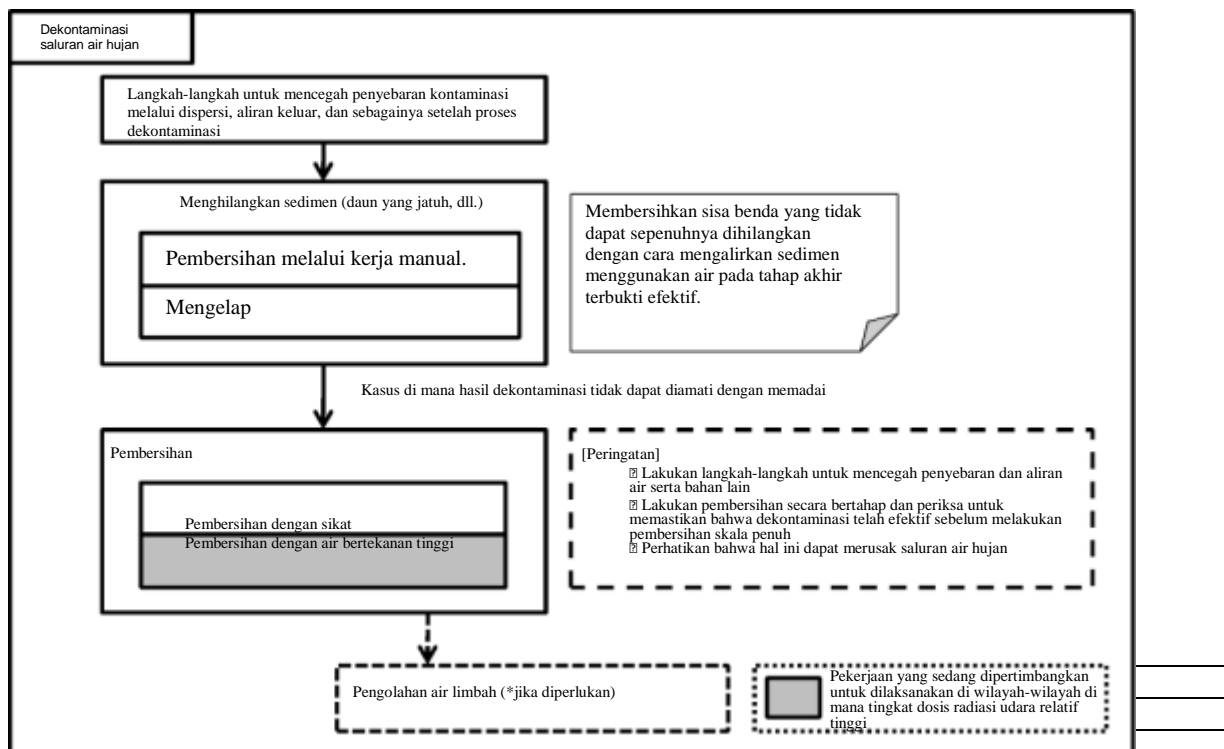 Dekontaminasi
saluran air hujan
Langkah-langkah untuk mencegah penyebaran kontaminasi
melalui dispersi, aliran keluar, dan sebagainya setelah proses
dekontaminasi
Menghilangkan sedimen (daun yang jatuh, dll.)
Pembersihan melalui kerja manual.
Mengelap
Membersihkan sisa benda yang tidak
dapat sepenuhnya dihilangkan
dengan cara mengalirkan sedimen
menggunakan air pada tahap akhir
terbukti efektif.
Kasus di mana hasil dekontaminasi tidak dapat diamati dengan memadai
Pembersihan
Pembersihan dengan sikat
Pembersihan dengan air bertekanan tinggi
[Peringatan]
⍰ Lakukan langkah-langkah untuk mencegah penyebaran dan aliran
air serta bahan lain
⍰ Lakukan pembersihan secara bertahap dan periksa untuk
memastikan bahwa dekontaminasi telah efektif sebelum melakukan
pembersihan skala penuh
⍰ Perhatikan bahwa hal ini dapat merusak saluran air hujan
Pengolahan air limbah (*jika diperlukan)
Pekerjaan yang sedang dipertimbangkan
untuk dilaksanakan di wilayah-wilayah di
mana tingkat dosis radiasi udara relatif
tinggi